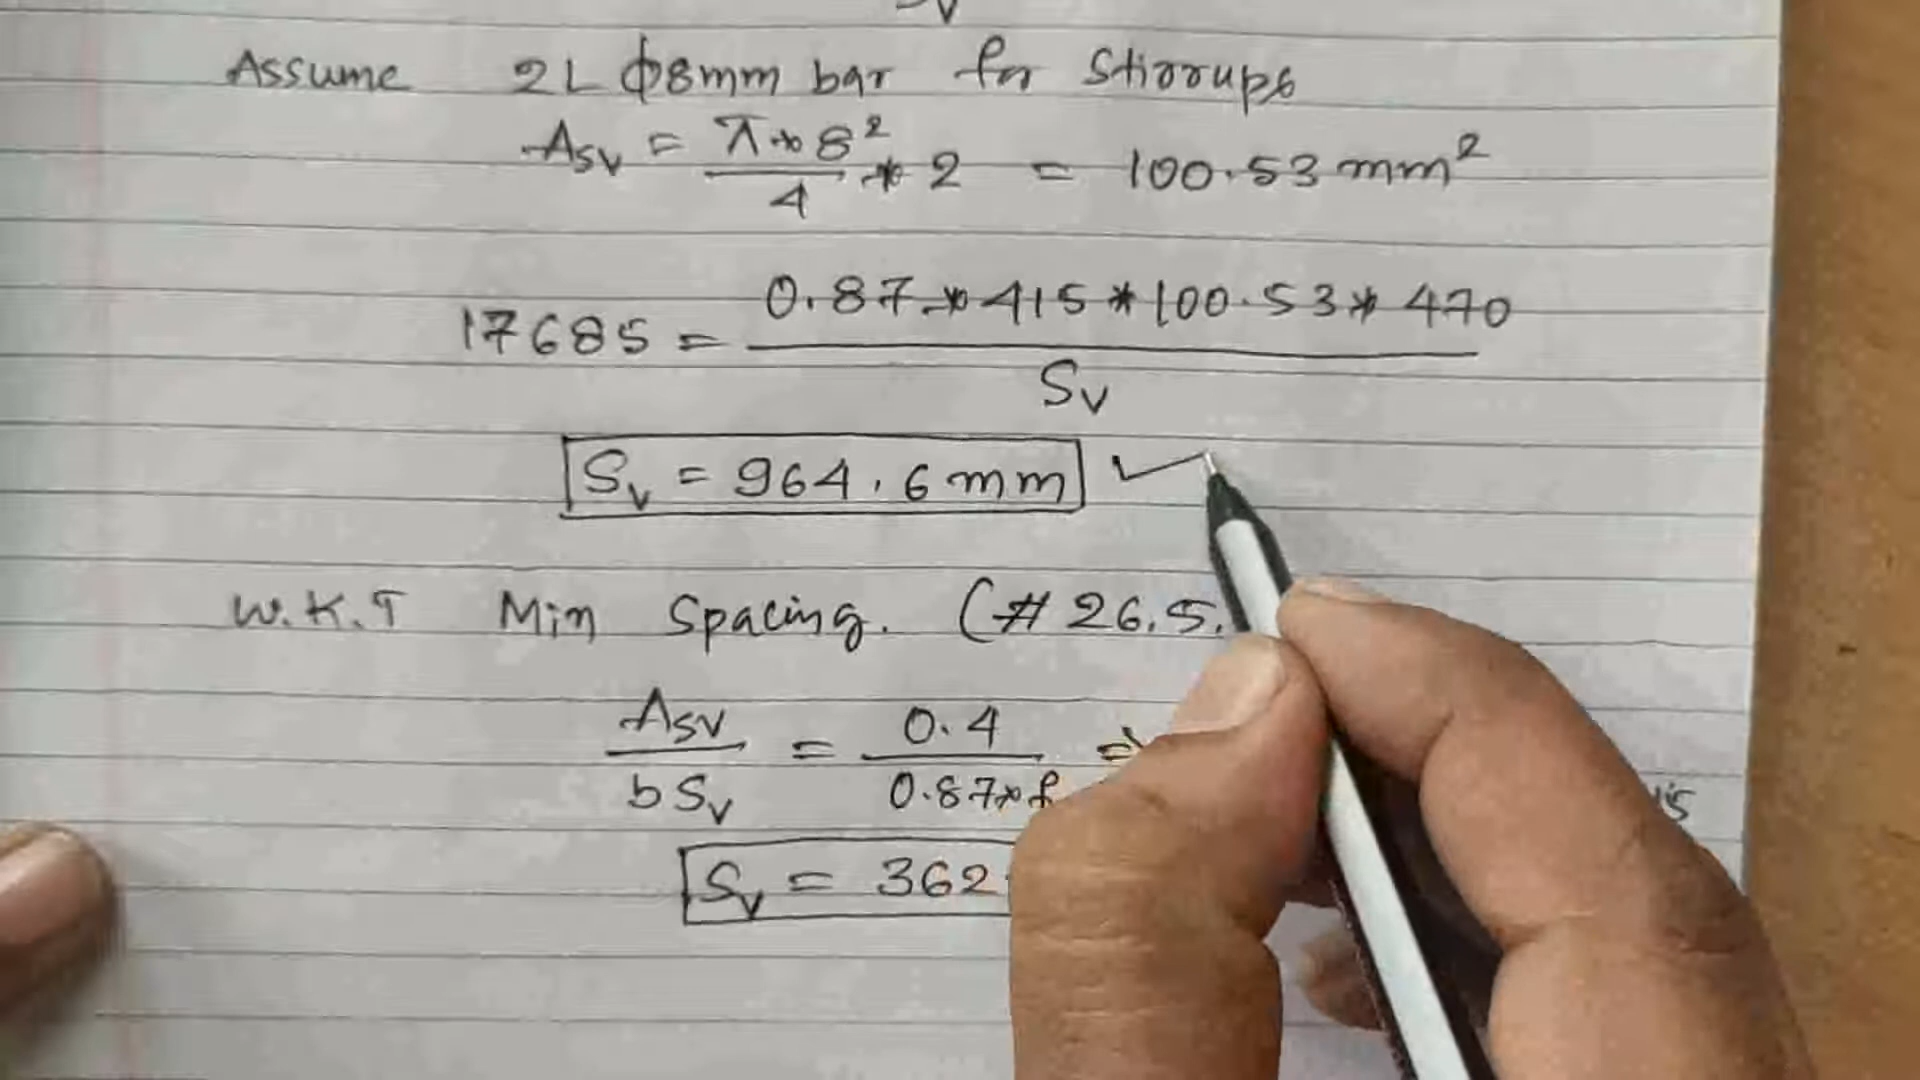 Sv
Assume 2L ϕ8mm bar for Stirrups
Asv = π*8²/4 * 2 = 100.53 mm²
17685 = 0.87*415*100.53*470/Sv
Sv = 964.6 mm ✓
W.K.T Min Spacing. (# 26.5.
Asv/bSv = 0.4/0.87*f ⇒
Sv = 362